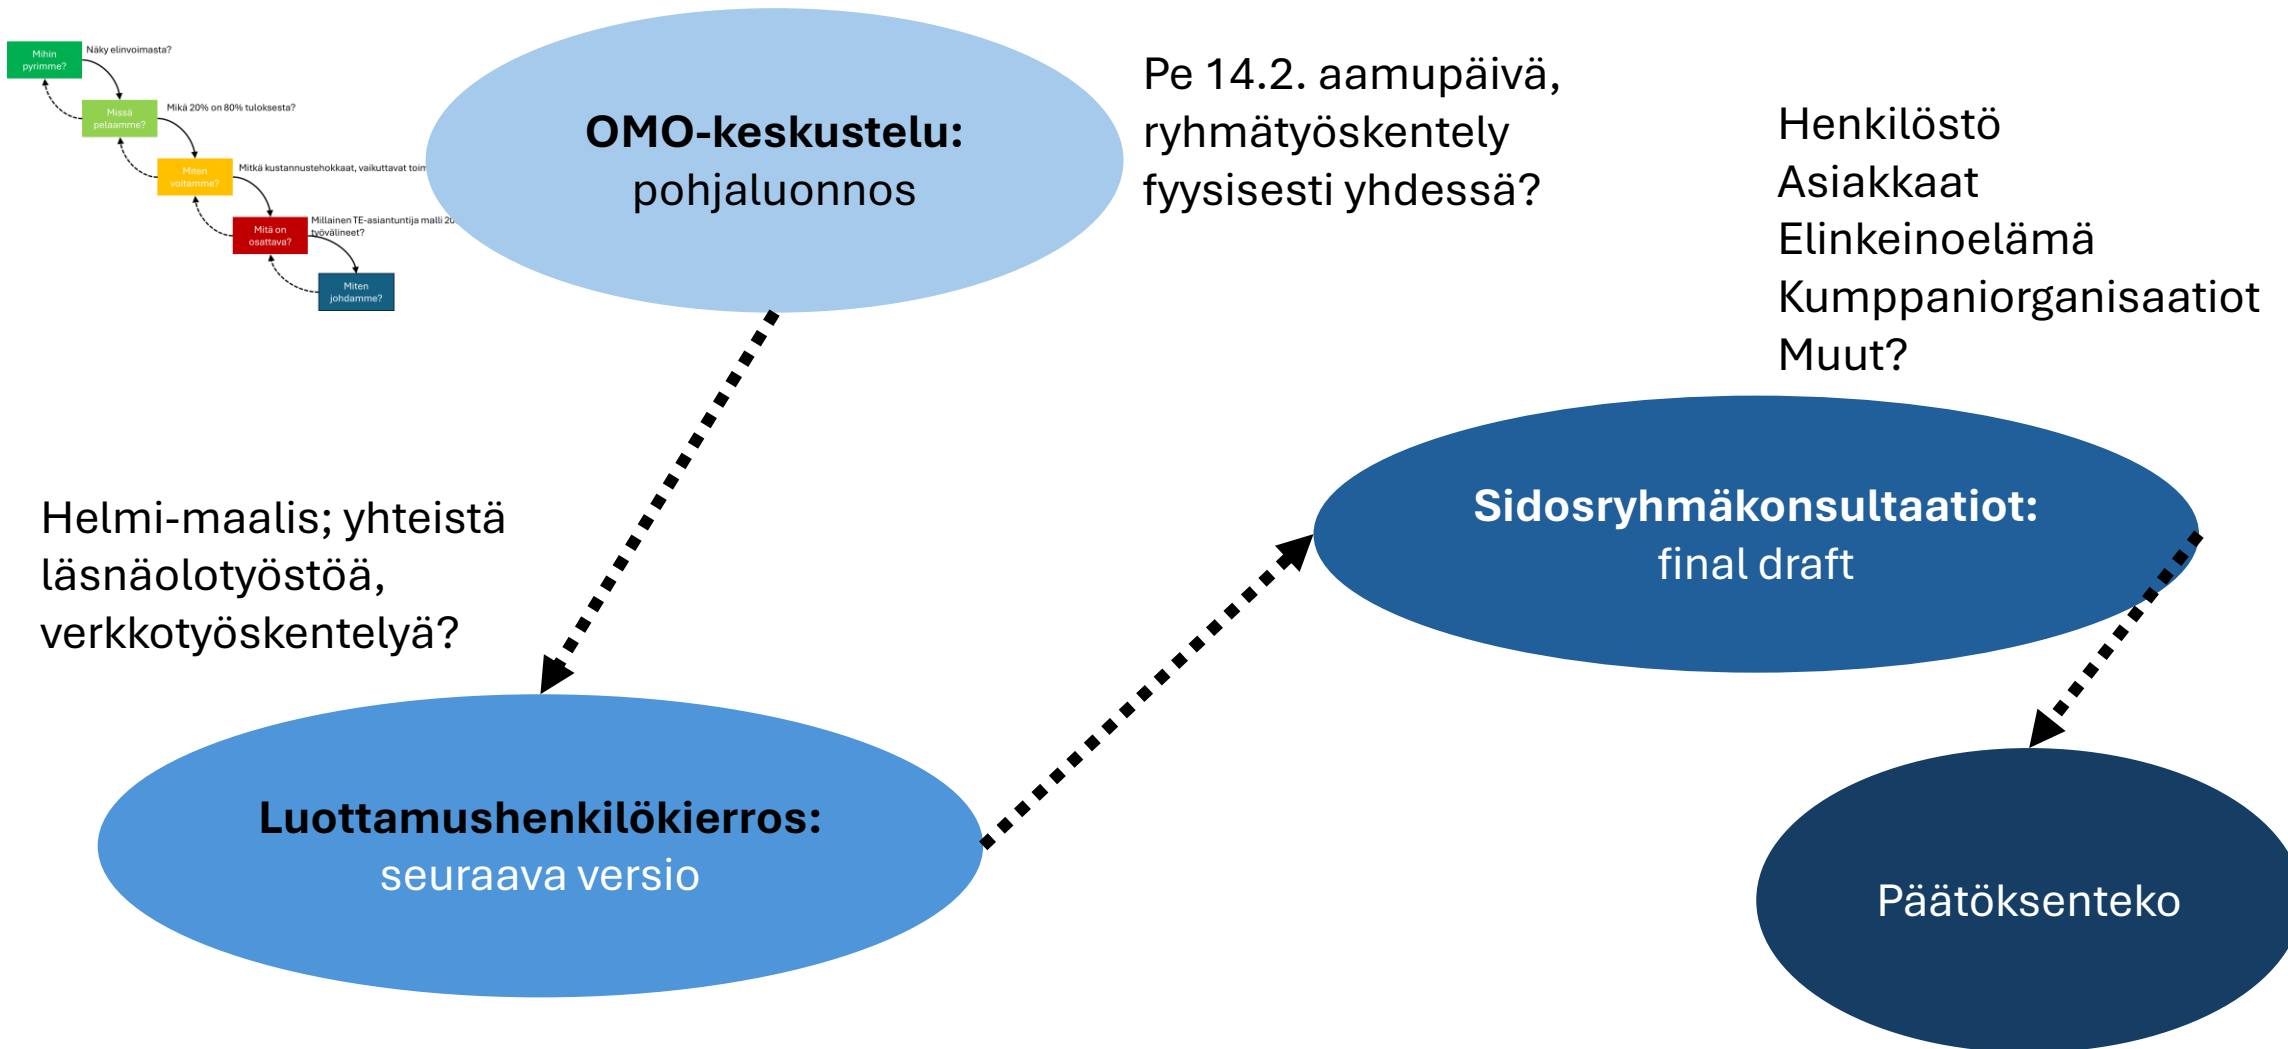 Mihin
pyrimme?
Näky elinvoimasta?
Missä
pelaamme?
Mikä 20% on 80% tuloksesta?
Miten
voitamme?
Mitkä kustannustehokkaat, vaikuttavat
Mitä on
osattava?
Millainen TE-asiantuntija malli
työvälineet?
Miten
johdamme?
OMO-keskustelu:
pohjaluonnos
Pe 14.2. aamupäivä,
ryhmätyöskentely
fyysisesti yhdessä?
Henkilöstö
Asiakkaat
Elinkeinoelämä
Kumppaniorganisaatiot
Muut?
Helmi-maalis; yhteistä
läsnäolotyöstöä,
verkkotyöskentelyä?
Sidosryhmäkonsultaatiot:
final draft
Luottamushenkilökierros:
seuraava versio
Päätöksenteko